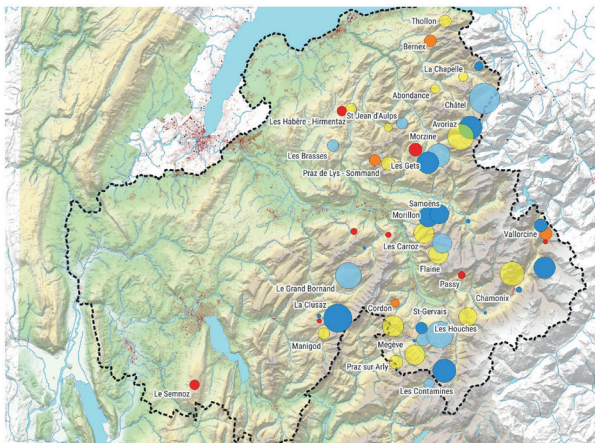 Thollon
Bernex
La Chapelle
Abondance
Châtel
St Jean d'Aulps
Les Habère - Hirmentaz
Avoriaz
Morzine
Les Brasses
Les Gets
Praz de Lys - Sommand
Samoëns
Morillon
Vallorcine
Les Carroz
Flaine
Le Grand Bornand
Passy
Chamonix
La Clusaz
Cordon
St-Gervais
Les Houches
Manigod
Megève
Praz sur Arly
Le Semnoz
Les Contamines